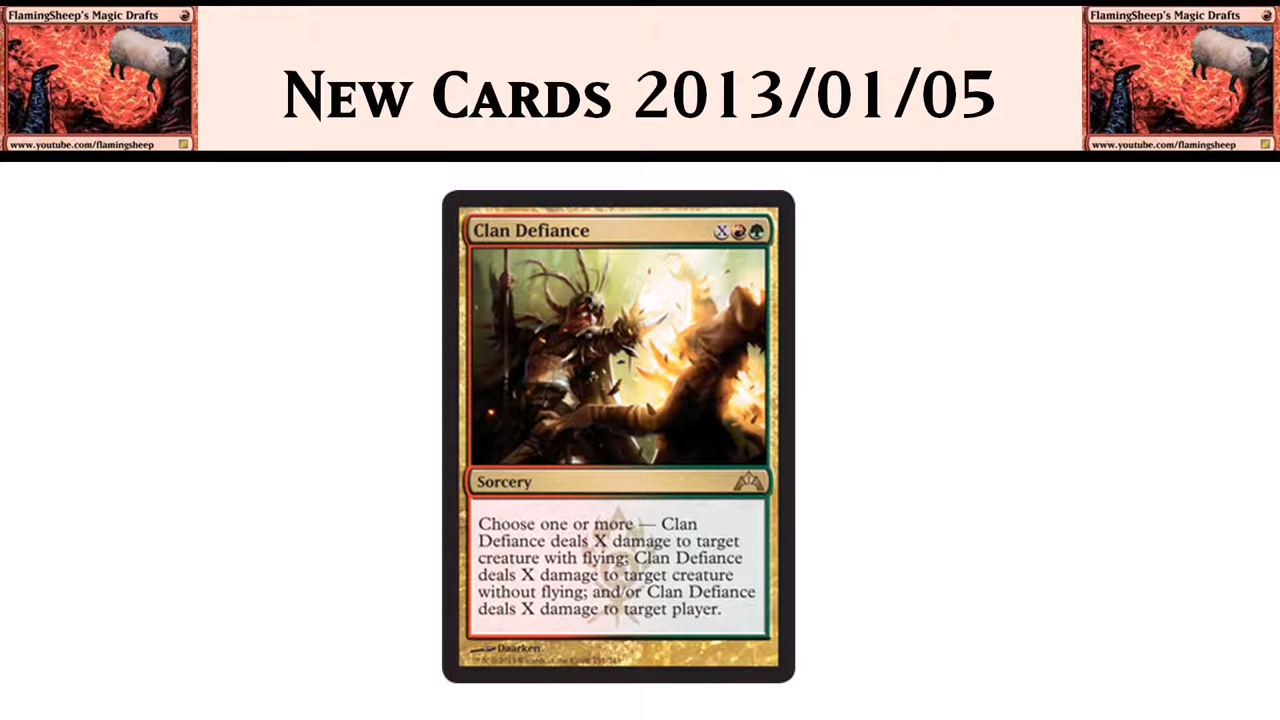 FlamingSheep's Magic Drafts
www.youtube.com/flamingsheep
New Cards 2013/01/05
FlamingSheep's Magic Drafts
www.youtube.com/flamingsheep
Clan Defiance X
Sorcery
Choose one or more — Clan
Defiance deals X damage to target
creature with flying; Clan Defiance
deals X damage to target creature
without flying; and/or Clan Defiance
deals X damage to target player.
Daarken